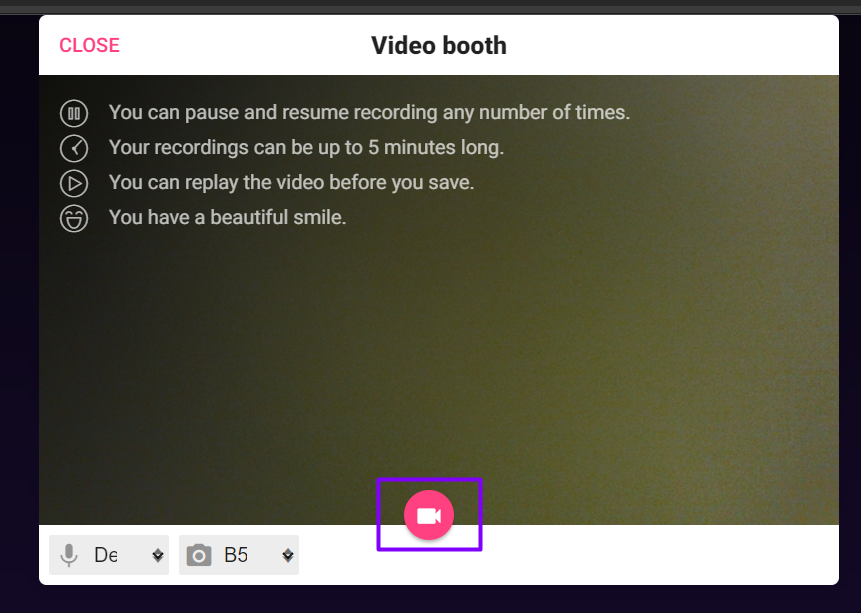 CLOSE
Video booth
You can pause and resume recording any number of times.
Your recordings can be up to 5 minutes long.
You can replay the video before you save.
You have a beautiful smile.
De
B5